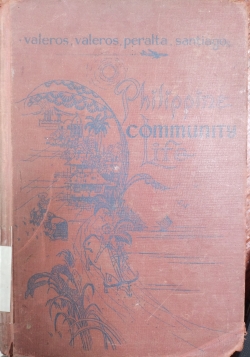 valeros, valeros, peralta, santiago
Philippine
COMMUNITY
Life